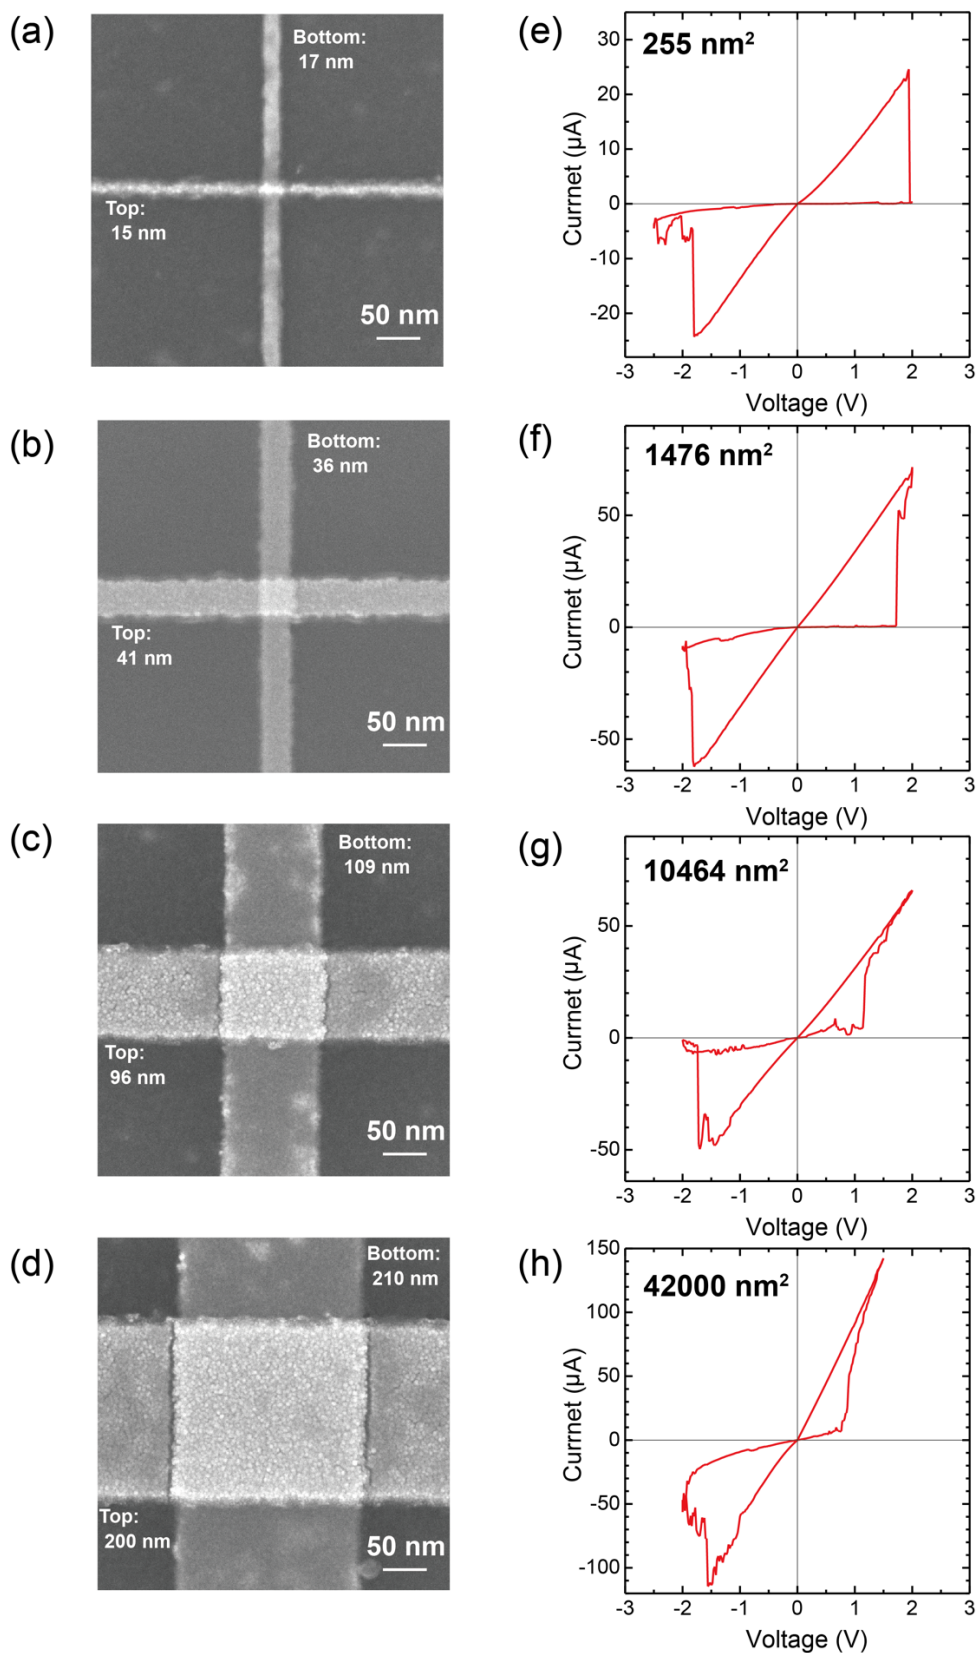 (a)
Bottom:
17 nm
Top:
15 nm
50 nm
(e)
255 nm²
30
20
10
0
-10
-20
Currnet (μA)
-3 -2 -1 0 1 2 3
Voltage (V)
(b)
Bottom:
36 nm
Top:
41 nm
50 nm
(f)
1476 nm²
50
0
-50
Currnet (μA)
-3 -2 -1 0 1 2 3
Voltage (V)
(c)
Bottom:
109 nm
Top:
96 nm
50 nm
(g)
10464 nm²
50
0
-50
Currnet (μA)
-3 -2 -1 0 1 2 3
Voltage (V)
(d)
Bottom:
210 nm
Top:
200 nm
50 nm
(h)
42000 nm²
150
100
50
0
-50
-100
Currnet (μA)
-3 -2 -1 0 1 2 3
Voltage (V)